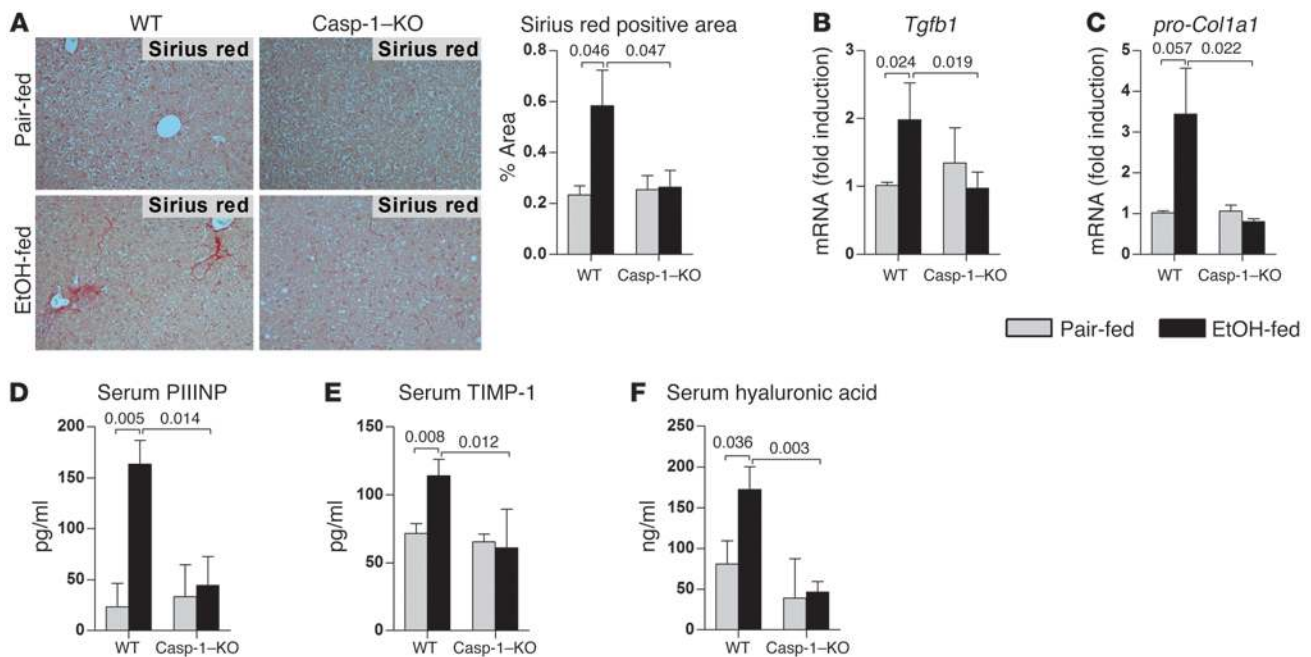 A
WT
Casp-1–KO
Pair-fed
EtOH-fed
Sirius red
Sirius red
Sirius red
Sirius red
Sirius red positive area
0.046
0.047
% Area
0.8
0.6
0.4
0.2
0.0
WT
Casp-1–KO
B
Tgfb1
0.024
0.019
mRNA (fold induction)
3
2
1
0
WT
Casp-1–KO
C
pro-Col1a1
0.057
0.022
mRNA (fold induction)
5
4
3
2
1
0
WT
Casp-1–KO
Pair-fed
EtOH-fed
D
Serum PIIINP
0.005
0.014
pg/ml
200
150
100
50
0
WT
Casp-1–KO
E
Serum TIMP-1
0.008
0.012
pg/ml
150
100
50
0
WT
Casp-1–KO
F
Serum hyaluronic acid
0.036
0.003
ng/ml
250
200
150
100
50
0
WT
Casp-1–KO